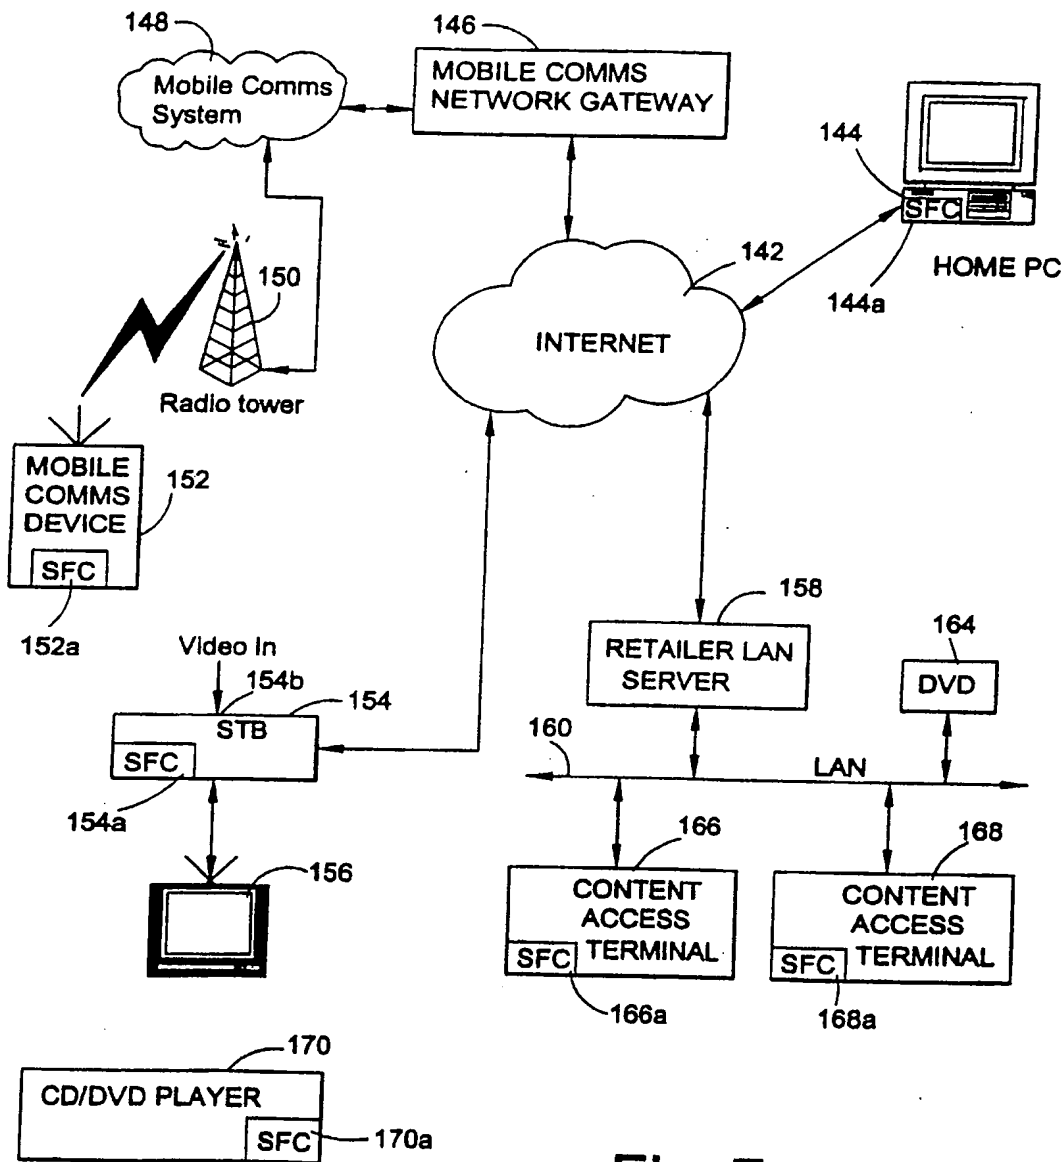 148
146
Mobile Comms
System
MOBILE COMMS
NETWORK GATEWAY
144
SFC
144a
HOME PC
142
INTERNET
150
Radio tower
MOBILE
COMMS
DEVICE
SFC
152
152a
Video In
154b
154
STB
SFC
154a
156
158
RETAILER LAN
SERVER
164
DVD
160
LAN
166
CONTENT
ACCESS
TERMINAL
SFC
166a
168
CONTENT
ACCESS
TERMINAL
SFC
168a
170
CD/DVD PLAYER
SFC
170a